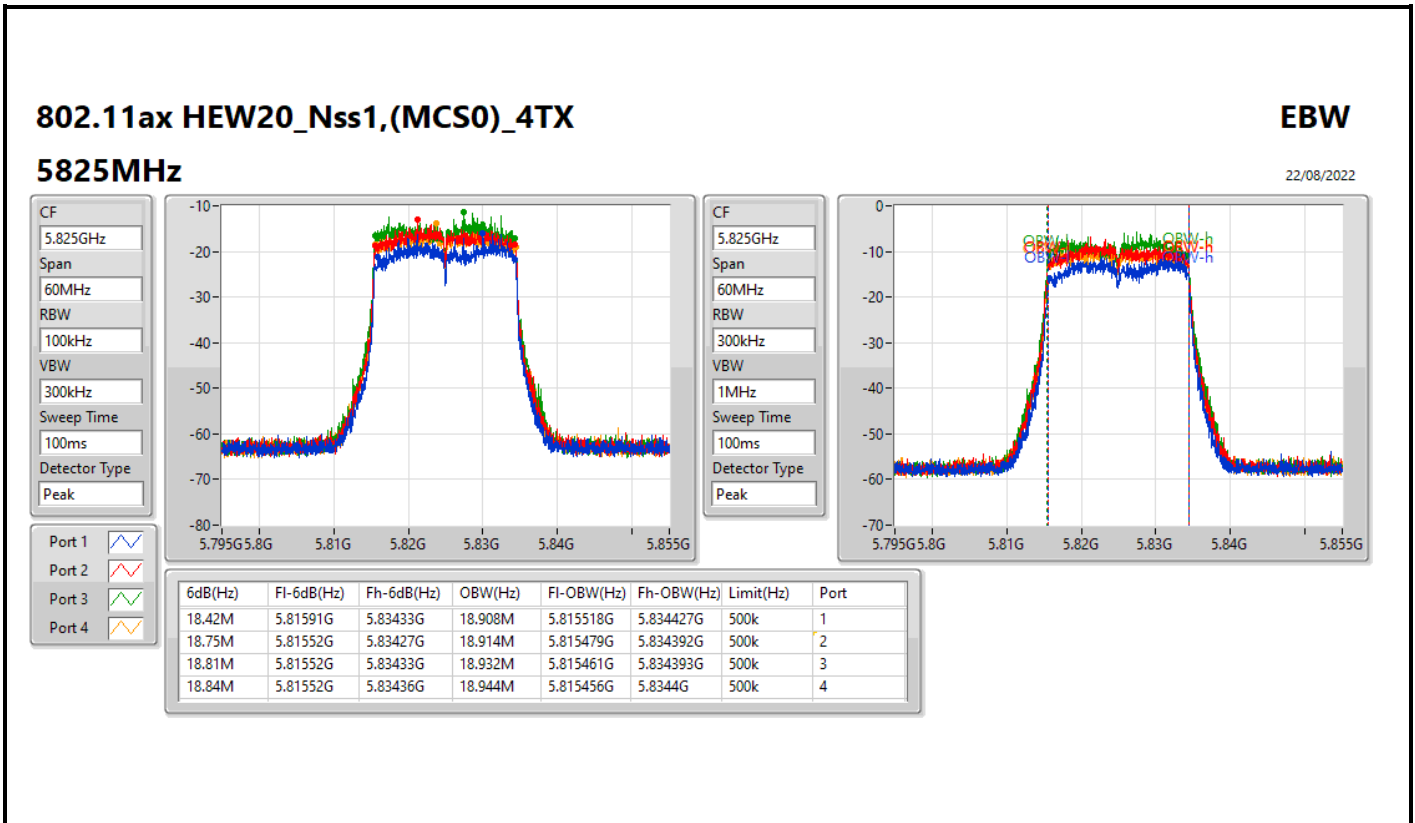 802.11ax HEW20_Nss1,(MCS0)_4TX
EBW
5825MHz
22/08/2022
CF
5.825GHz
Span
60MHz
RBW
100kHz
VBW
300kHz
Sweep Time
100ms
Detector Type
Peak
-10
-20
-30
-40
-50
-60
-70
-80
5.795G 5.8G 5.81G 5.82G 5.83G 5.84G 5.855G
CF
5.825GHz
Span
60MHz
RBW
300kHz
VBW
1MHz
Sweep Time
100ms
Detector Type
Peak
0
-10
-20
-30
-40
-50
-60
-70
OBW-h
OBW-h
5.795G 5.8G 5.81G 5.82G 5.83G 5.84G 5.855G
Port 1
Port 2
Port 3
Port 4
6dB(Hz) Fl-6dB(Hz) Fh-6dB(Hz) OBW(Hz) Fl-OBW(Hz) Fh-OBW(Hz) Limit(Hz) Port
18.42M 5.81591G 5.83433G 18.908M 5.815518G 5.834427G 500k 1
18.75M 5.81552G 5.83427G 18.914M 5.815479G 5.834392G 500k 2
18.81M 5.81552G 5.83433G 18.932M 5.815461G 5.834393G 500k 3
18.84M 5.81552G 5.83436G 18.944M 5.815456G 5.8344G 500k 4